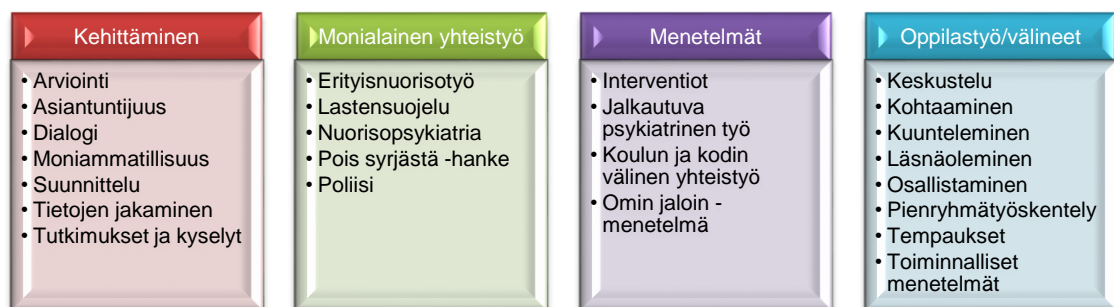 Kehittäminen
• Arviointi
• Asiantuntijuus
• Dialogi
• Moniammatillisuus
• Suunnittelu
• Tietojen jakaminen
• Tutkimukset ja kyselyt
Monialainen yhteistyö
• Erityisnuorisotyö
• Lastensuojelu
• Nuorisopsykiatria
• Pois syrjästä -hanke
• Poliisi
Menetelmät
• Interventiot
• Jalkautuva
psykiatrinen työ
• Koulun ja kodin
välinen yhteistyö
• Omin jaloin -
menetelmä
Oppilastyö/välineet
• Keskustelu
• Kohtaaminen
• Kuunteleminen
• Läsnäoleminen
• Osallistaminen
• Pienryhmätyöskentely
• Tempaukset
• Toiminnalliset
menetelmät